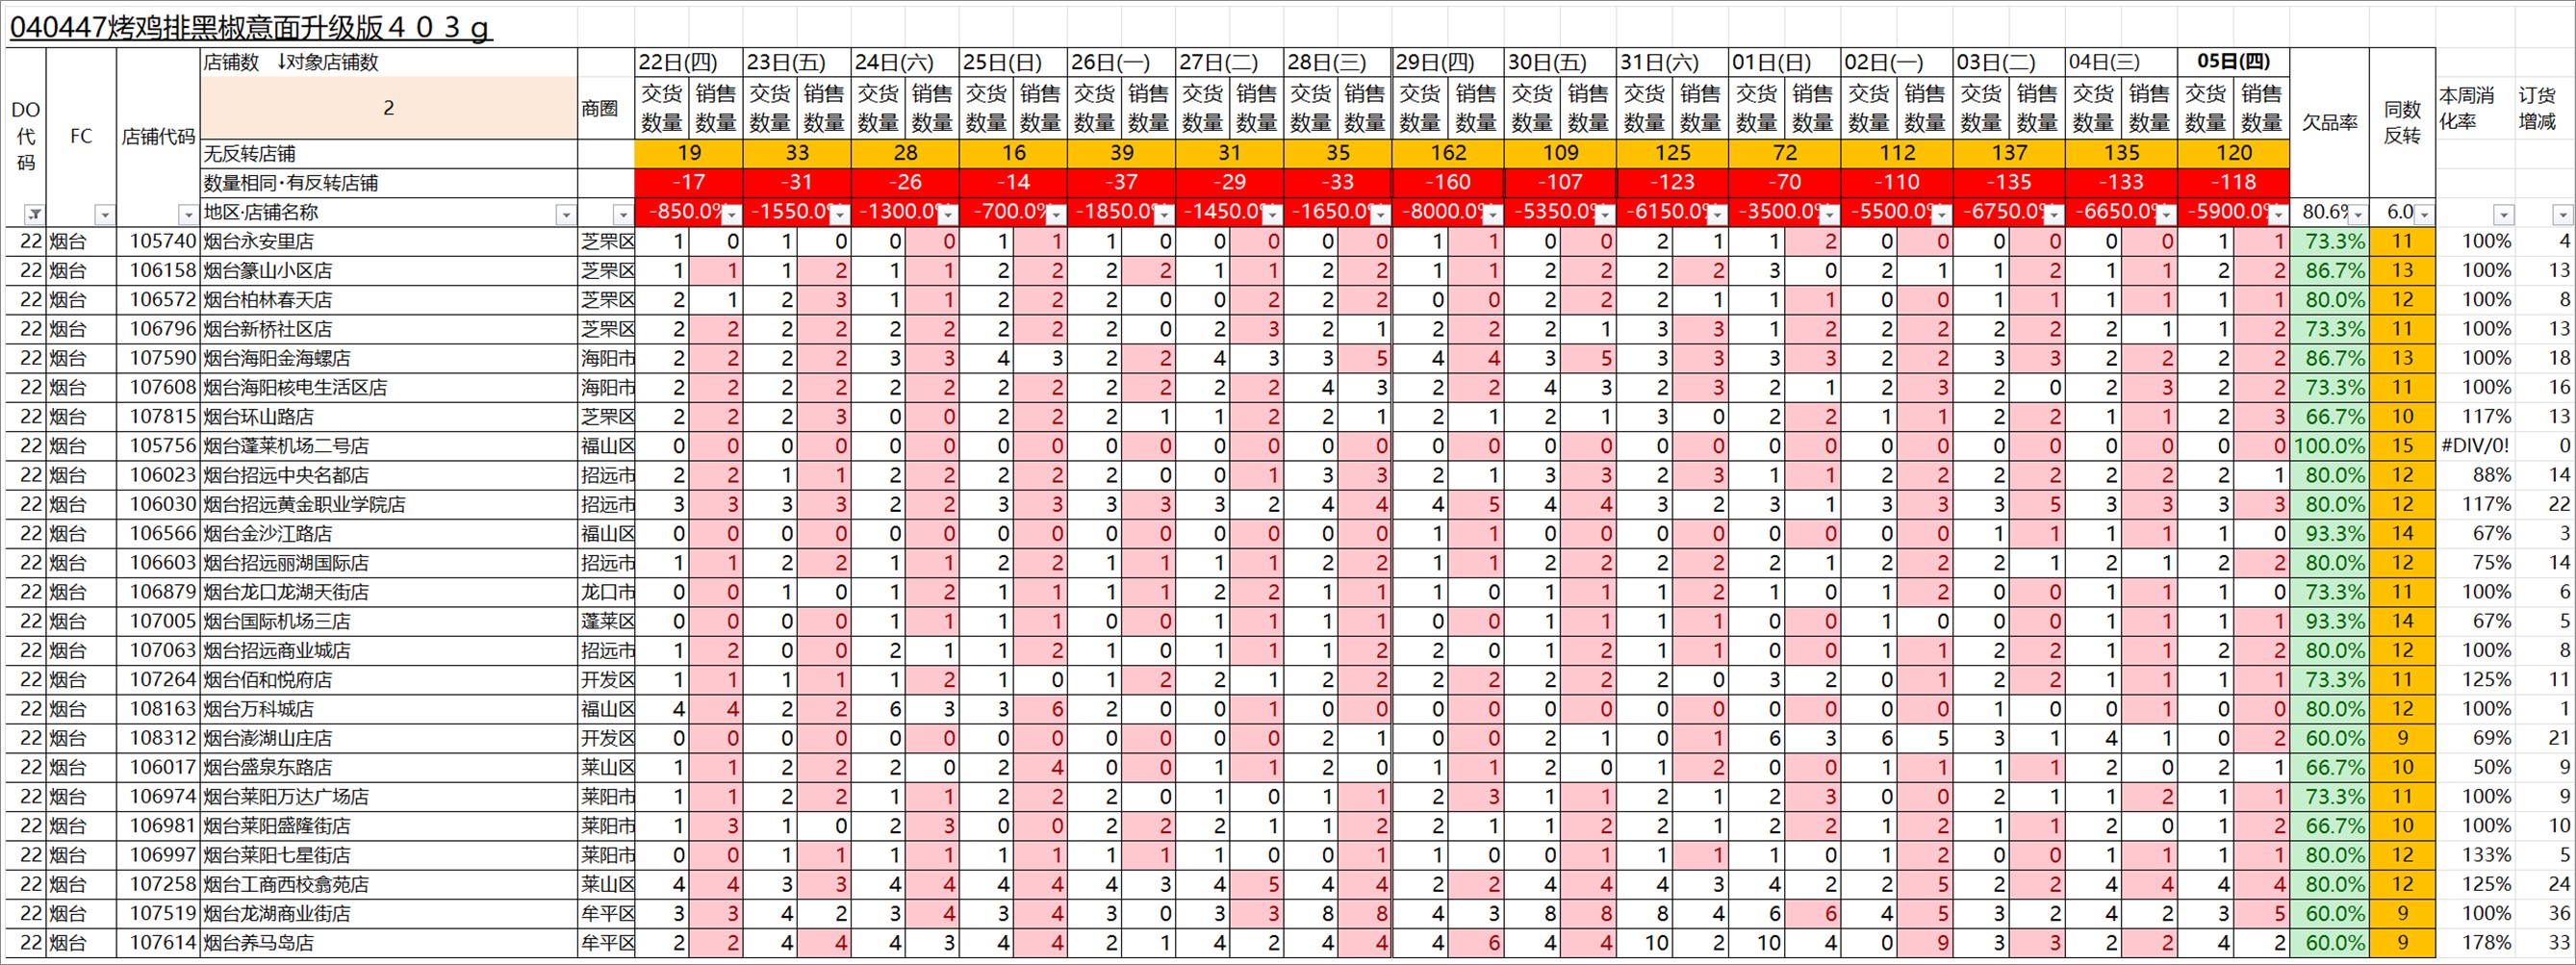 040447烤鸡排黑椒意面升级版４０３g
店铺数 ↓对象店铺数 22日(四) 23日(五) 24日(六) 25日(日) 26日(一) 27日(二) 28日(三) 29日(四) 30日(五) 31日(六) 01日(日) 02日(一) 03日(二) 04日(三) 05日(四)
DO代码 FC 店铺代码 2 商圈 交货数量 销售数量 交货数量 销售数量 交货数量 销售数量 交货数量 销售数量 交货数量 销售数量 交货数量 销售数量 交货数量 销售数量 交货数量 销售数量 交货数量 销售数量 交货数量 销售数量 交货数量 销售数量 交货数量 销售数量 交货数量 销售数量 交货数量 销售数量 交货数量 销售数量 欠品率 同数反转 本周消化率 订货增减
无反转店铺 19 33 28 16 39 31 35 162 109 125 72 112 137 135 120
数量相同·有反转店铺 -17 -31 -26 -14 -37 -29 -33 -160 -107 -123 -70 -110 -135 -133 -118
地区·店铺名称 -850.0% -1550.0% -1300.0% -700.0% -1850.0% -1450.0% -1650.0% -8000.0% -5350.0% -6150.0% -3500.0% -5500.0% -6750.0% -6650.0% -5900.0% 80.6% 6.0
22 烟台 105740 烟台永安里店 芝罘区 1 0 1 0 0 0 1 1 1 0 0 0 0 0 1 1 0 0 2 1 1 2 0 0 0 0 0 0 1 1 73.3% 11 100% 4
22 烟台 106158 烟台篆山小区店 芝罘区 1 1 1 2 1 1 2 2 2 2 1 1 2 2 1 1 2 2 2 2 3 0 2 1 1 2 1 1 2 2 86.7% 13 100% 13
22 烟台 106572 烟台柏林春天店 芝罘区 2 1 2 3 1 1 2 2 2 0 0 2 2 2 0 0 2 2 2 1 1 1 0 0 1 1 1 1 1 1 80.0% 12 100% 8
22 烟台 106796 烟台新桥社区店 芝罘区 2 2 2 2 2 2 2 2 2 0 2 3 2 1 2 2 2 1 3 3 1 2 2 2 2 2 2 1 1 2 73.3% 11 100% 13
22 烟台 107590 烟台海阳金海螺店 海阳市 2 2 2 2 3 3 4 3 2 2 4 3 3 5 4 4 3 5 3 3 3 3 2 2 3 3 2 2 2 2 86.7% 13 100% 18
22 烟台 107608 烟台海阳核电生活区店 海阳市 2 2 2 2 2 2 2 2 2 2 2 2 4 3 2 2 4 3 2 3 2 1 2 3 2 0 2 3 2 2 73.3% 11 100% 16
22 烟台 107815 烟台环山路店 芝罘区 2 2 2 3 0 0 2 2 2 1 1 2 2 1 2 1 2 1 3 0 2 2 1 1 2 2 1 1 2 3 66.7% 10 117% 13
22 烟台 105756 烟台蓬莱机场二号店 福山区 0 0 0 0 0 0 0 0 0 0 0 0 0 0 0 0 0 0 0 0 0 0 0 0 0 0 0 0 0 0 100.0% 15 #DIV/0! 0
22 烟台 106023 烟台招远中央名都店 招远市 2 2 1 1 2 2 2 2 2 0 0 1 3 3 2 1 3 3 2 3 1 1 2 2 2 2 2 2 2 1 80.0% 12 88% 14
22 烟台 106030 烟台招远黄金职业学院店 招远市 3 3 3 3 2 2 3 3 3 3 3 2 4 4 4 5 4 4 3 2 3 1 3 3 3 5 3 3 3 3 80.0% 12 117% 22
22 烟台 106566 烟台金沙江路店 福山区 0 0 0 0 0 0 0 0 0 0 0 0 0 0 1 1 0 0 0 0 0 0 0 0 1 1 1 1 1 0 93.3% 14 67% 3
22 烟台 106603 烟台招远丽湖国际店 招远市 1 1 2 2 1 1 2 2 1 1 1 1 2 2 1 1 2 2 2 2 2 1 2 2 2 1 2 1 2 2 80.0% 12 75% 14
22 烟台 106879 烟台龙口龙湖天街店 龙口市 0 0 1 0 1 2 1 1 1 1 2 2 1 1 1 0 1 1 1 2 1 0 1 2 0 0 1 1 1 0 73.3% 11 100% 6
22 烟台 107005 烟台国际机场三店 蓬莱区 0 0 0 0 1 1 1 1 0 0 1 1 1 1 0 0 1 1 1 1 0 0 1 0 0 0 1 1 1 1 93.3% 14 67% 5
22 烟台 107063 烟台招远商业城店 招远市 1 2 0 0 2 1 1 2 1 0 1 1 1 2 2 0 1 2 1 1 0 0 1 1 2 2 1 1 2 2 80.0% 12 100% 8
22 烟台 107264 烟台佰和悦府店 开发区 1 1 1 1 1 2 1 0 1 2 2 1 2 2 2 2 2 2 2 0 3 2 0 1 2 2 1 1 1 1 73.3% 11 125% 11
22 烟台 108163 烟台万科城店 福山区 4 4 2 2 6 3 3 6 2 0 0 1 0 0 0 0 0 0 0 0 0 0 0 0 1 0 0 1 0 0 80.0% 12 100% 1
22 烟台 108312 烟台澎湖山庄店 开发区 0 0 0 0 0 0 0 0 0 0 0 0 2 1 0 0 2 1 0 1 6 3 6 5 3 1 4 1 0 2 60.0% 9 69% 21
22 烟台 106017 烟台盛泉东路店 莱山区 1 1 2 2 2 0 2 4 0 0 1 1 2 0 1 1 2 0 1 2 0 0 1 1 1 1 2 0 2 1 66.7% 10 50% 9
22 烟台 106974 烟台莱阳万达广场店 莱阳市 1 1 2 2 1 1 2 2 2 0 1 0 1 1 2 3 1 1 2 1 2 3 0 0 2 1 1 2 1 1 73.3% 11 100% 9
22 烟台 106981 烟台莱阳盛隆街店 莱阳市 1 3 1 0 2 3 0 0 2 2 2 1 1 2 2 1 1 2 2 1 2 2 1 2 1 1 2 0 1 2 66.7% 10 100% 10
22 烟台 106997 烟台莱阳七星街店 莱阳市 0 0 1 1 1 1 1 1 1 1 1 0 0 1 1 0 0 1 1 1 1 0 1 2 0 0 1 1 1 1 80.0% 12 133% 5
22 烟台 107258 烟台工商西校翕苑店 莱山区 4 4 3 3 4 4 4 4 4 3 4 5 4 4 2 2 4 4 4 3 4 2 2 5 2 2 4 4 4 4 80.0% 12 125% 24
22 烟台 107519 烟台龙湖商业街店 牟平区 3 3 4 2 3 4 3 4 3 0 3 3 8 8 4 3 8 8 8 4 6 6 4 5 3 2 4 2 3 5 60.0% 9 100% 36
22 烟台 107614 烟台养马岛店 牟平区 2 2 4 4 4 3 4 4 2 1 4 2 4 4 4 6 4 4 10 2 10 4 0 9 3 3 2 2 4 2 60.0% 9 178% 33